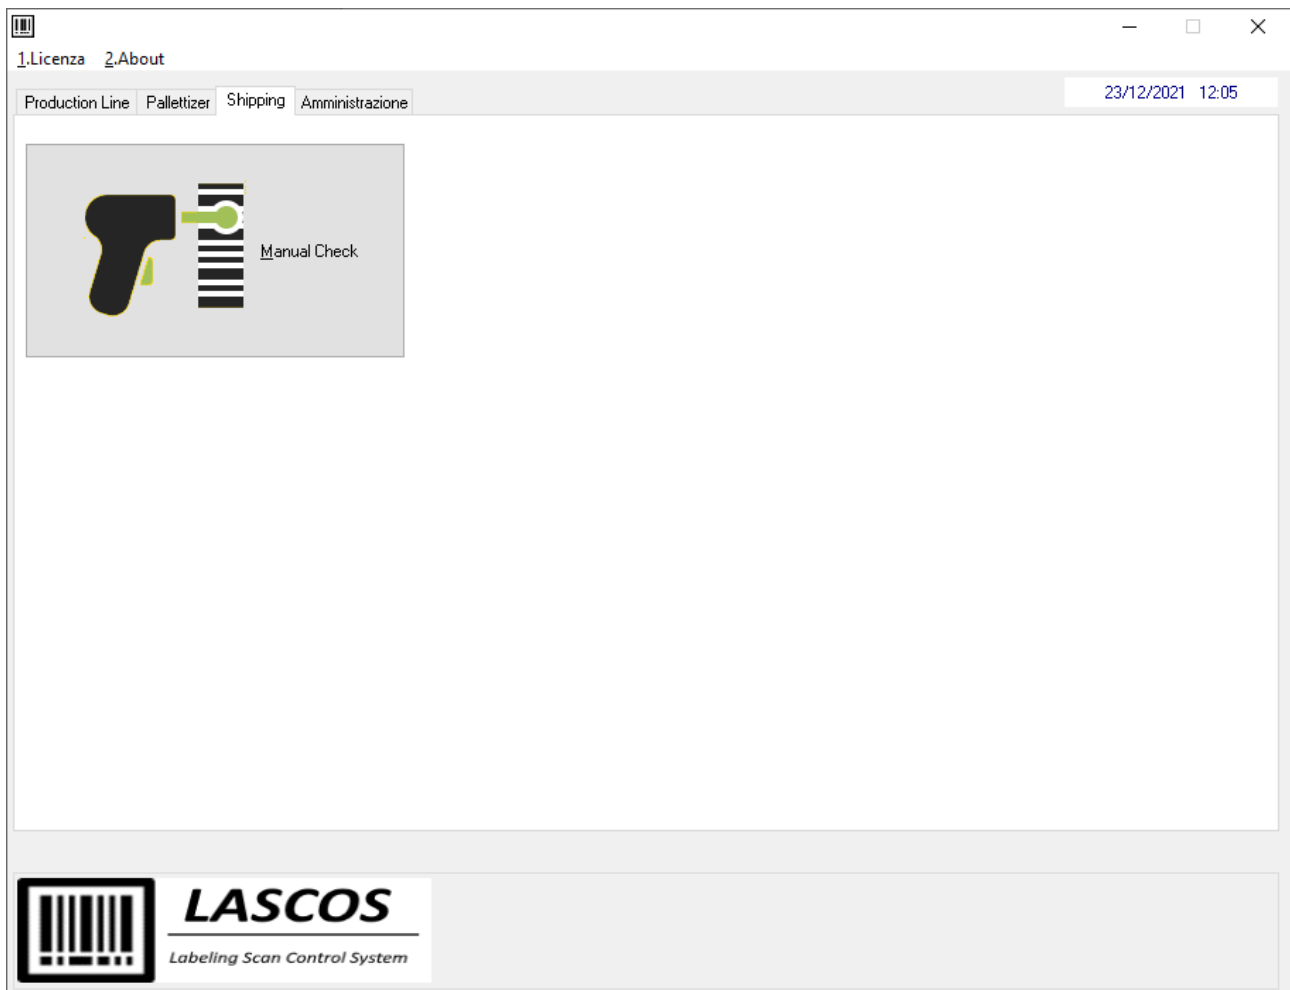 1.Licenza 2.About
Production Line Pallettizer Shipping Amministrazione 23/12/2021 12:05
Manual Check
LASCOS
Labeling Scan Control System